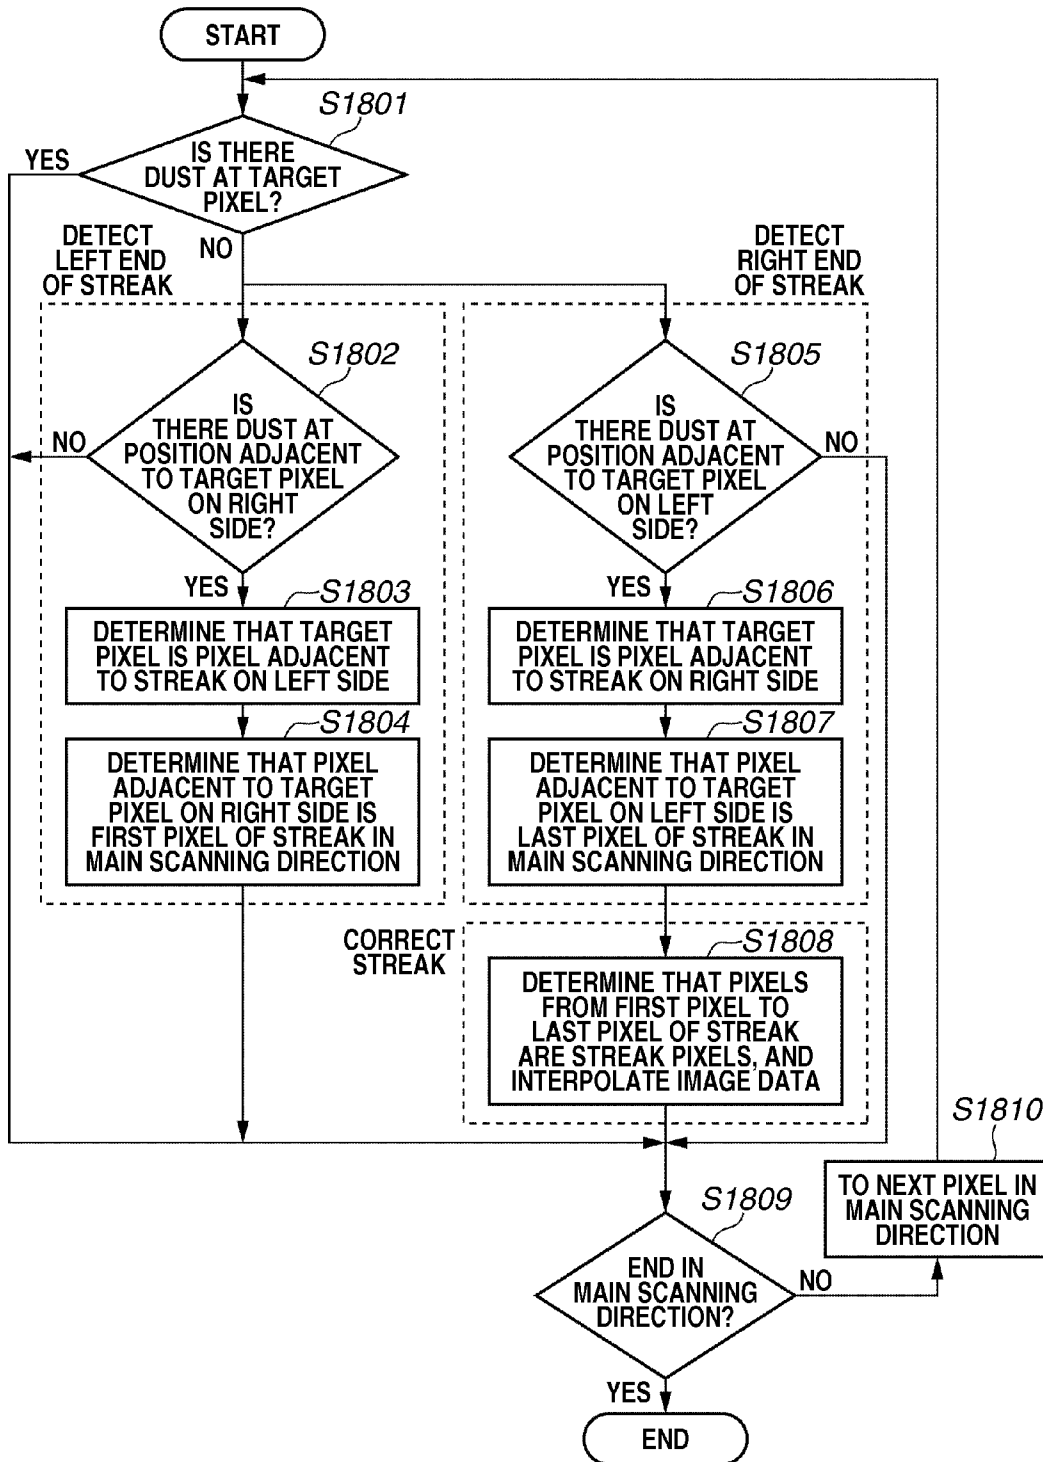 START
S1801
YES
IS THERE
DUST AT TARGET
PIXEL?
NO
DETECT
LEFT END
OF STREAK
DETECT
RIGHT END
OF STREAK
S1802
IS
THERE DUST AT
POSITION ADJACENT
TO TARGET PIXEL
ON RIGHT
SIDE?
NO
YES
S1803
DETERMINE THAT TARGET
PIXEL IS PIXEL ADJACENT
TO STREAK ON LEFT SIDE
S1804
DETERMINE THAT PIXEL
ADJACENT TO TARGET
PIXEL ON RIGHT SIDE IS
FIRST PIXEL OF STREAK IN
MAIN SCANNING DIRECTION
S1805
IS
THERE DUST AT
POSITION ADJACENT
TO TARGET PIXEL
ON LEFT
SIDE?
NO
YES
S1806
DETERMINE THAT TARGET
PIXEL IS PIXEL ADJACENT
TO STREAK ON RIGHT SIDE
S1807
DETERMINE THAT PIXEL
ADJACENT TO TARGET
PIXEL ON LEFT SIDE IS
LAST PIXEL OF STREAK IN
MAIN SCANNING DIRECTION
CORRECT
STREAK
S1808
DETERMINE THAT PIXELS
FROM FIRST PIXEL TO
LAST PIXEL OF STREAK
ARE STREAK PIXELS, AND
INTERPOLATE IMAGE DATA
S1809
END IN
MAIN SCANNING
DIRECTION?
NO
S1810
TO NEXT PIXEL IN
MAIN SCANNING
DIRECTION
YES
END